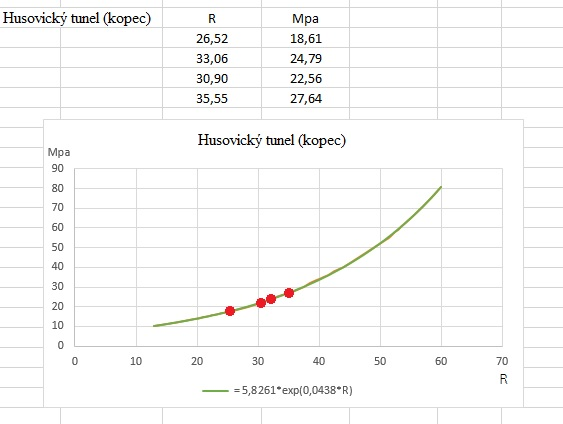 Husovický tunel (kopec) R Mpa
26,52 18,61
33,06 24,79
30,90 22,56
35,55 27,64
Husovický tunel (kopec)
Mpa
90
80
70
60
50
40
30
20
10
0
0 10 20 30 40 50 60 70
R
=5,8261*exp(0,0438*R)